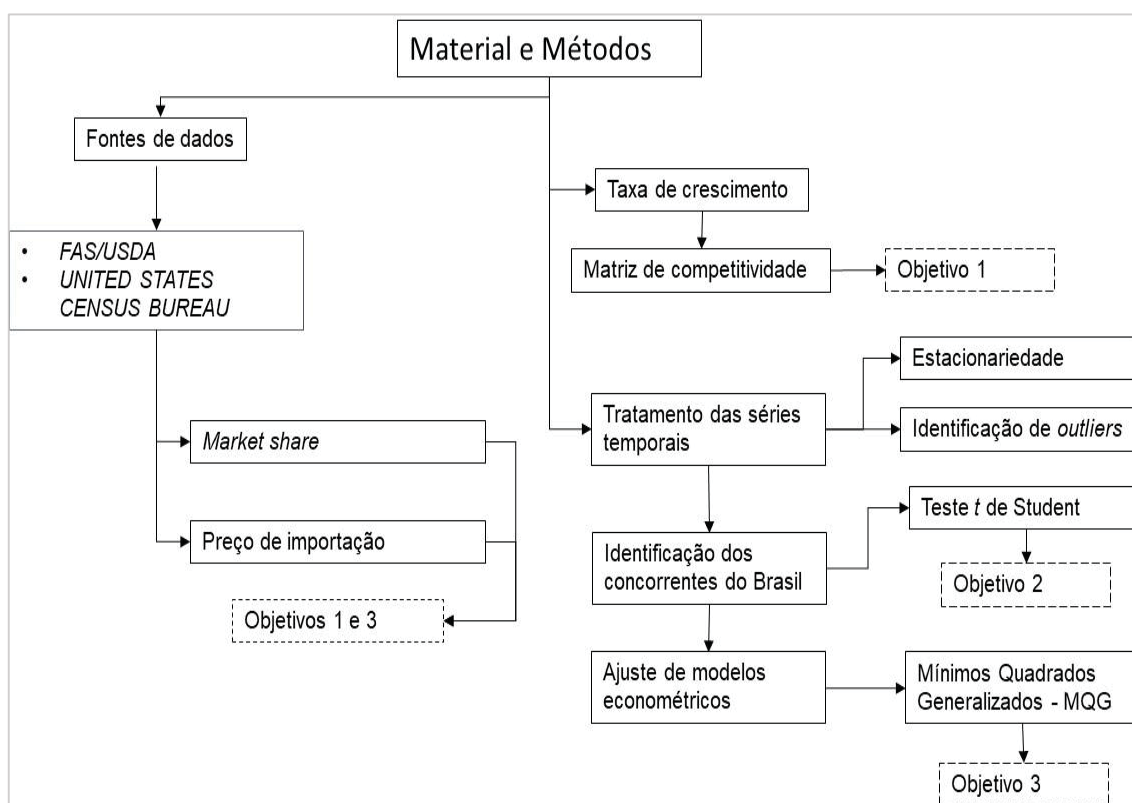 Material e Métodos
Fontes de dados
• FAS/USDA
• UNITED STATES
CENSUS BUREAU
Market share
Preço de importação
Objetivos 1 e 3
Taxa de crescimento
Matriz de competitividade
Objetivo 1
Tratamento das séries
temporais
Estacionariedade
Identificação de outliers
Identificação dos
concorrentes do Brasil
Teste t de Student
Objetivo 2
Ajuste de modelos
econométricos
Mínimos Quadrados
Generalizados - MQG
Objetivo 3